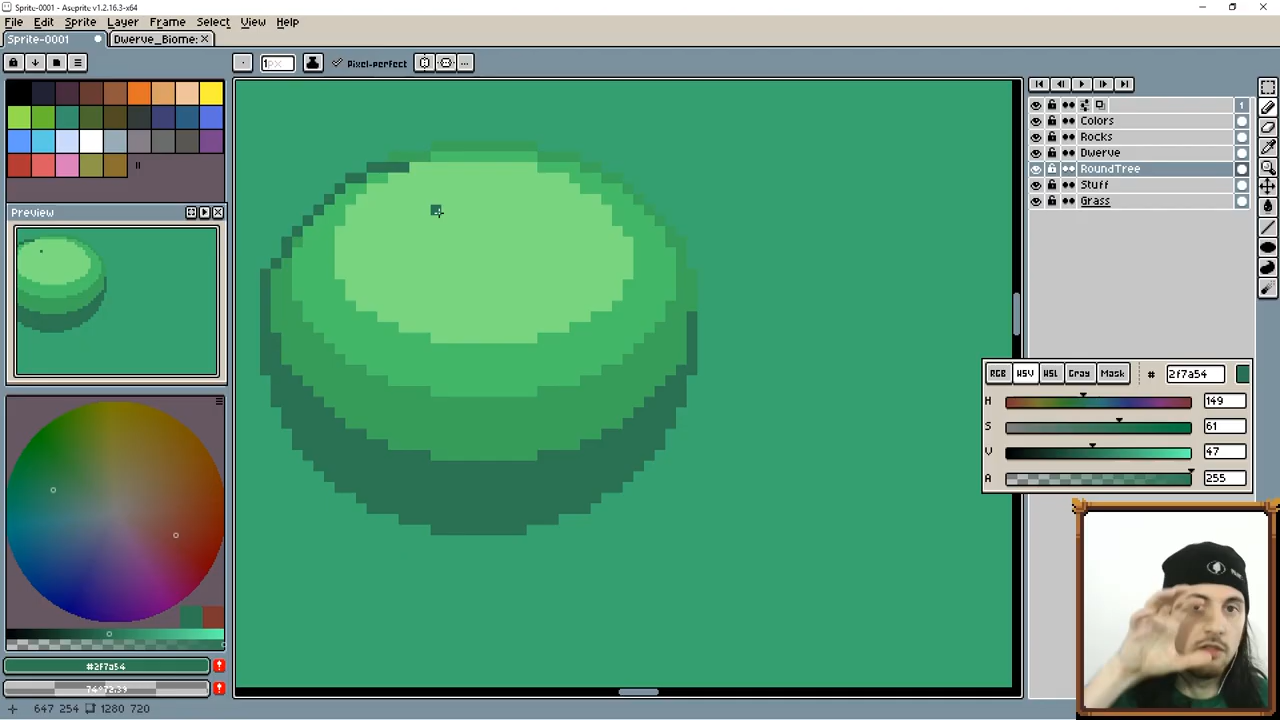 Sprite-0001 - Aseprite v1.2.16.3-x64
File Edit Sprite Layer Frame Select View Help
Sprite-0001 Dwerve_Biome:
1px Pixel-perfect
1
Colors
Rocks
Dwerve
RoundTree
Stuff
Grass
Preview
RGB HSV HSL Gray Mask # 2f7a54
H 149
S 61
V 47
A 255
#2f7a54
647 254 1280 720